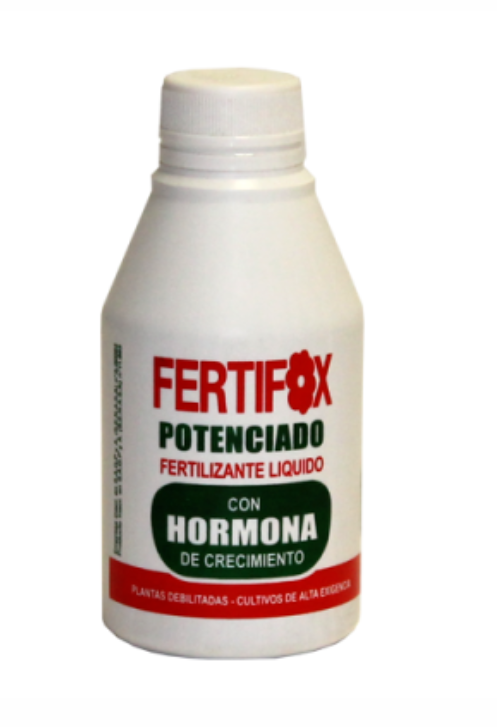 FERTIFOX
POTENCIADO
FERTILIZANTE LIQUIDO
CON
HORMONA
DE CRECIMIENTO
PLANTAS DEBILITADAS - CULTIVOS DE ALTA EXIGENCIA